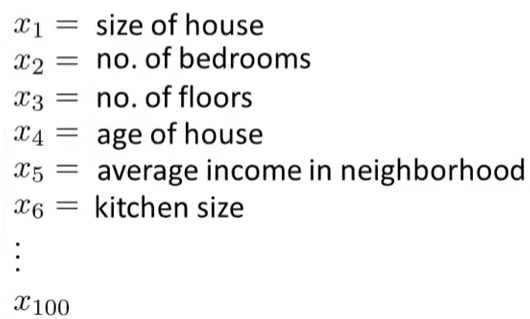 x₁ = size of house
x₂ = no. of bedrooms
x₃ = no. of floors
x₄ = age of house
x₅ = average income in neighborhood
x₆ = kitchen size
⋮
x₁₀₀